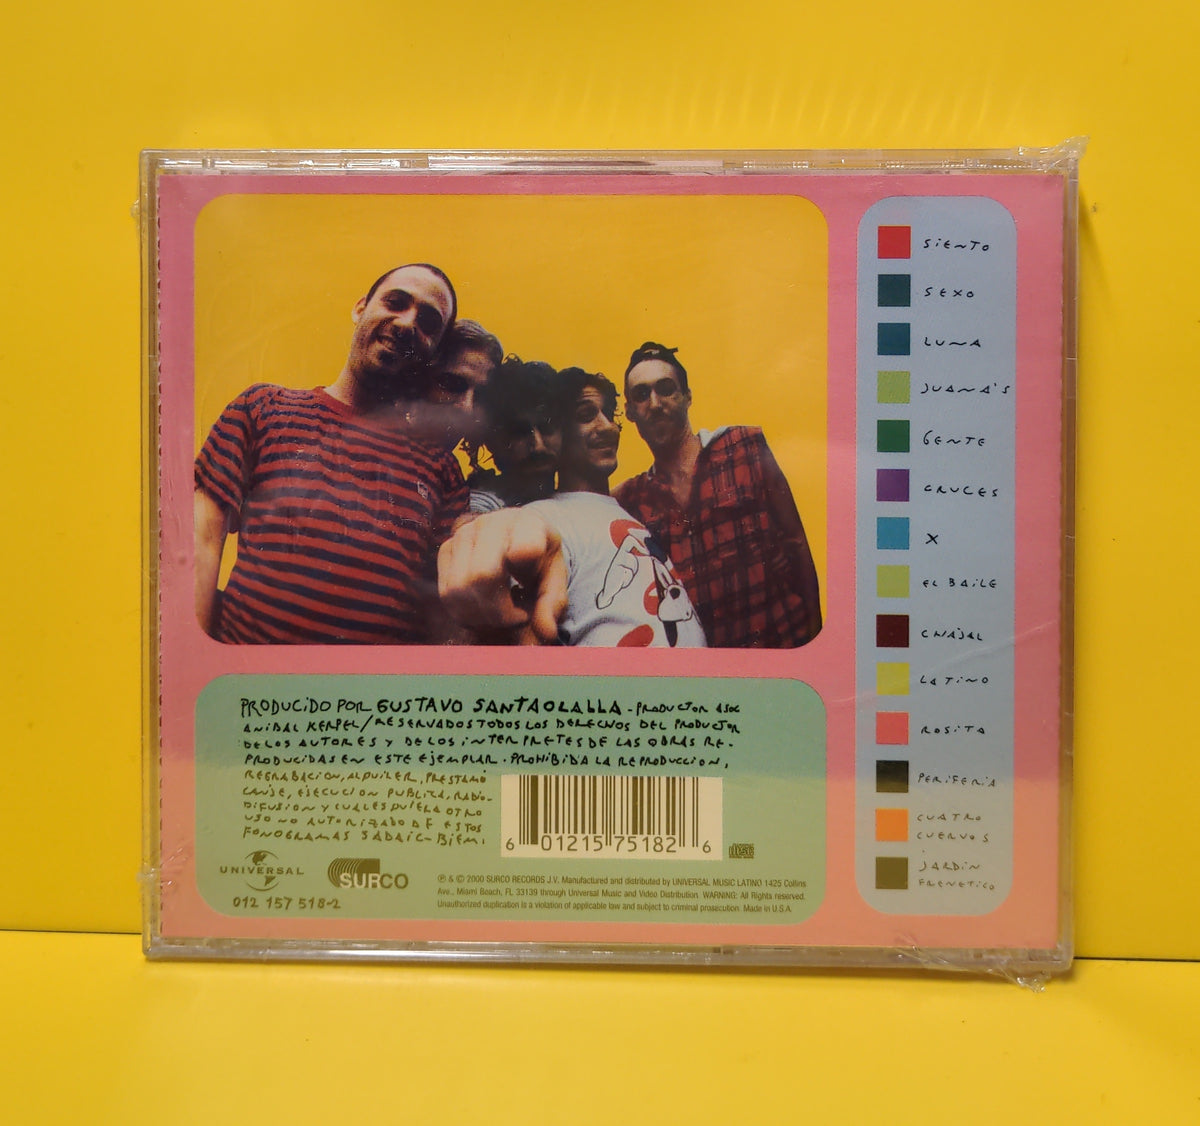 SIENTO
SEXO
LUNA
JUANA'S
GENTE
CRUCES
X
EL BAILE
CHAJAL
LATINO
ROSITA
PERIFERIA
CUATRO
CUERVOS
JARDIN
FRENETICO
PRODUCIDO POR GUSTAVO SANTAOLALLA - PRODUCTOR ASOC
ANIBAL KERPEL/RESERVADOS TODOS LOS DERECHOS DEL PRODUCTOR
DE LOS AUTORES Y DE LOS INTERPRETES DE LAS OBRAS RE-
PRODUCIDAS EN ESTE EJEMPLAR. PROHIBIDA LA REPRODUCCION,
REGRABACION, ALQUILER, PRESTAMO
CANJE, EJECUCION PUBLICA, RADIO-
DIFUSION Y CUALESQUIERA OTRO
USO NO AUTORIZADO DE ESTOS
FONOGRAMAS SADAIC-BIEM.
6 01215 75182 6
UNIVERSAL
SURCO
012 157 518-2
℗ & © 2000 SURCO RECORDS J.V. Manufactured and distributed by UNIVERSAL MUSIC LATINO 1425 Collins
Ave., Miami Beach, FL 33139 through Universal Music and Video Distribution. WARNING: All Rights reserved.
Unauthorized duplication is a violation of applicable law and subject to criminal prosecution. Made in U.S.A.